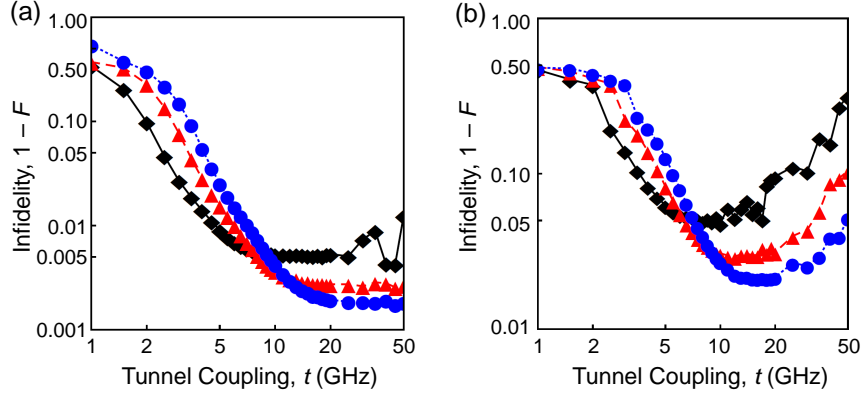 (a)
Infidelity, 1 – F
1.00
0.50
0.10
0.05
0.01
0.005
0.001
1 2 5 10 20 50
Tunnel Coupling, t (GHz)
(b)
Infidelity, 1 – F
1.00
0.50
0.10
0.05
0.01
1 2 5 10 20 50
Tunnel Coupling, t (GHz)